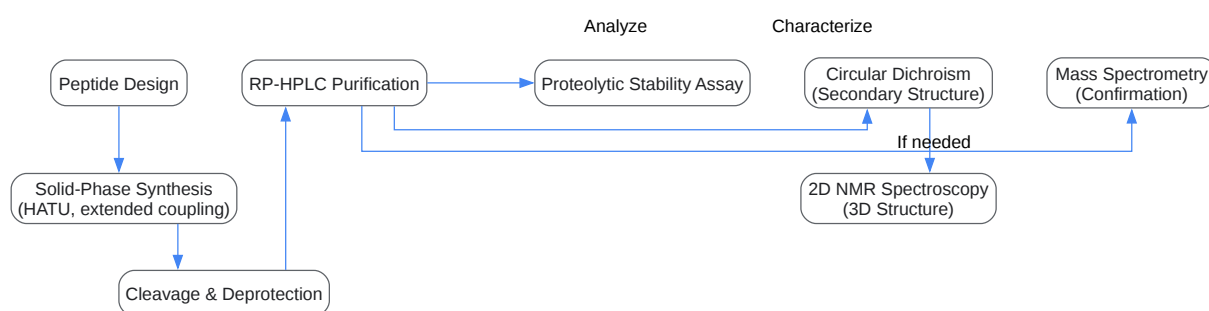 Analyze
Characterize
Peptide Design
RP-HPLC Purification
Proteolytic Stability Assay
Circular Dichroism
(Secondary Structure)
Mass Spectrometry
(Confirmation)
If needed
Solid-Phase Synthesis
(HATU, extended coupling)
2D NMR Spectroscopy
(3D Structure)
Cleavage & Deprotection